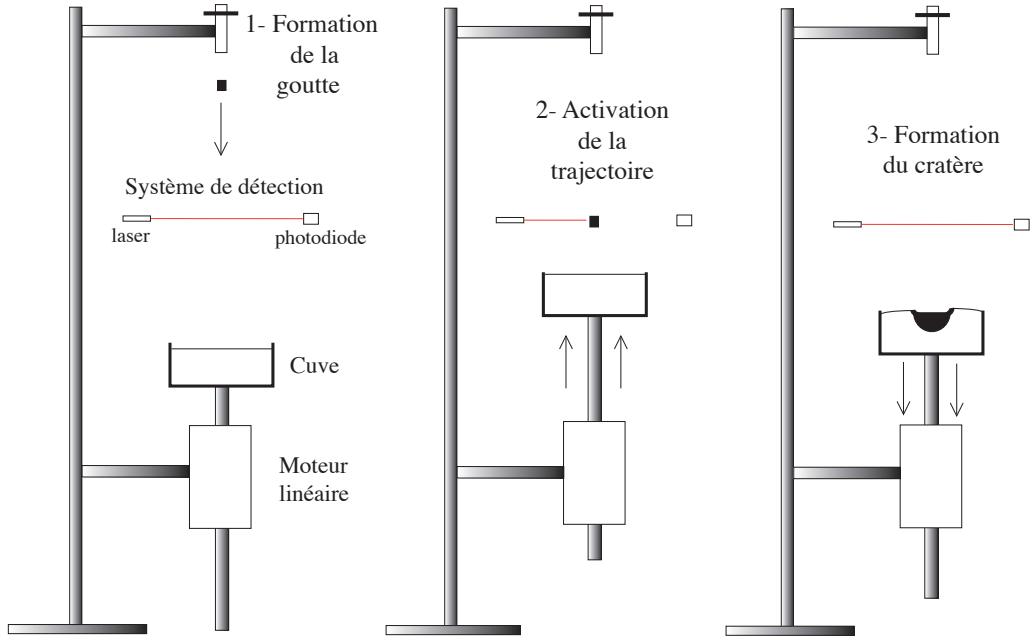 1- Formation
de la
goutte
Système de détection
laser
photodiode
Cuve
Moteur
linéaire
2- Activation
de la
trajectoire
3- Formation
du cratère